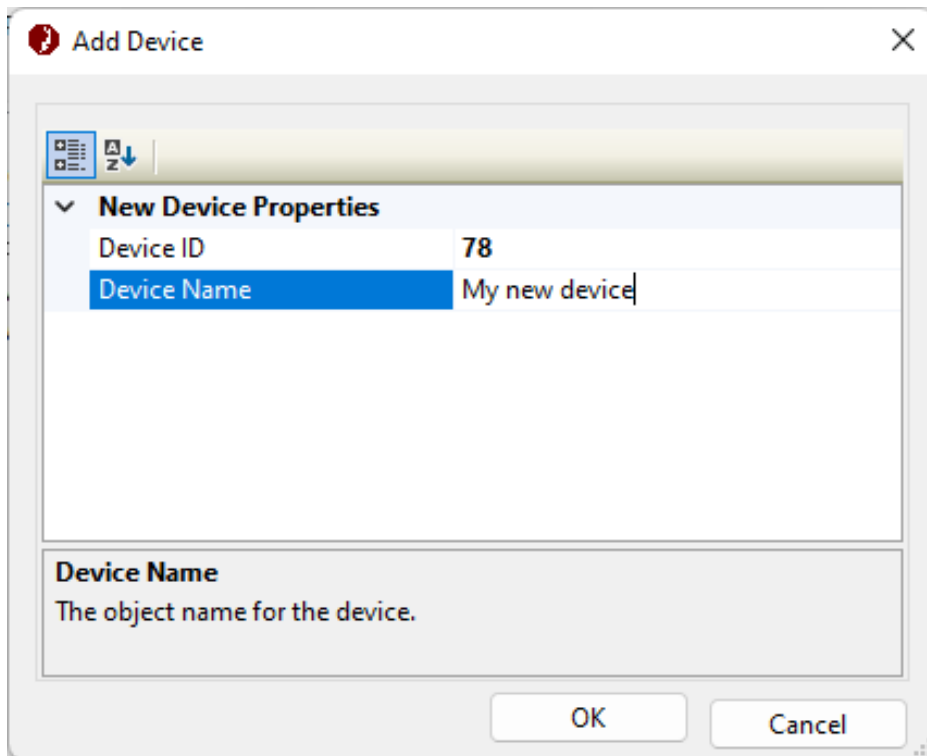 Add Device
New Device Properties
Device ID 78
Device Name My new device
Device Name
The object name for the device.
OK Cancel